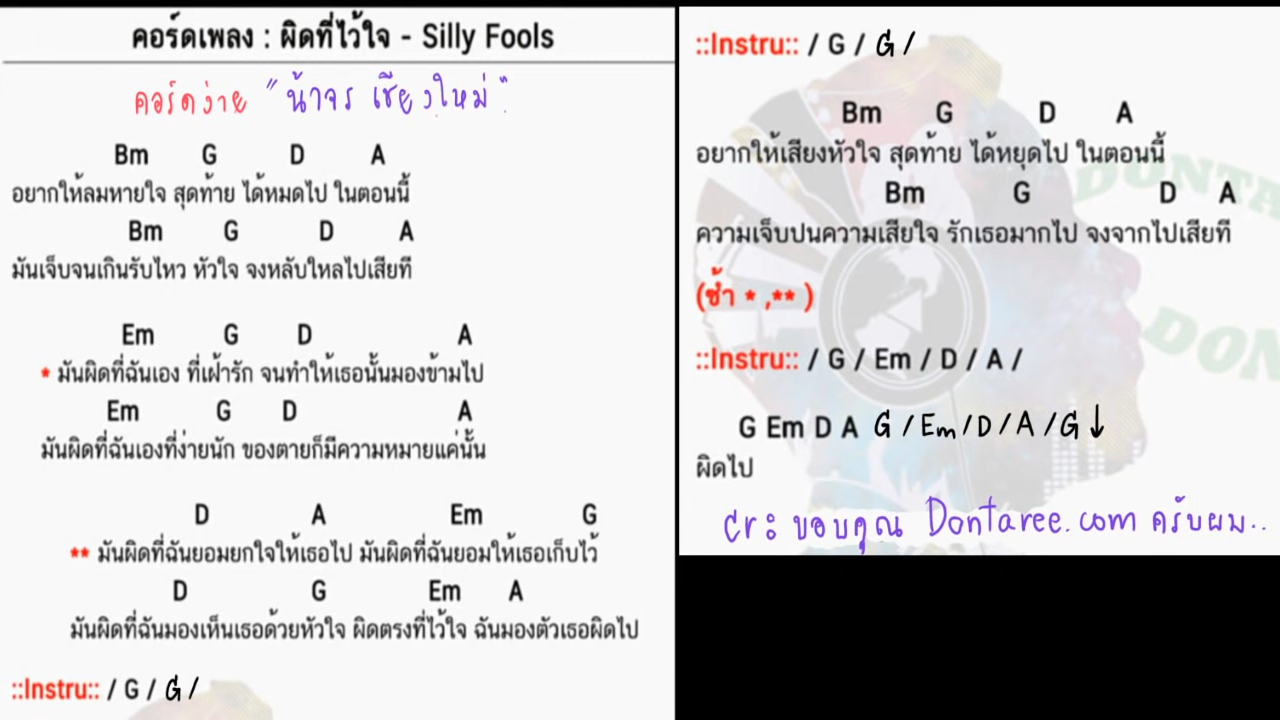 คอร์ดเพลง : ผิดที่ไว้ใจ - Silly Fools
คอร์ดง่าย "น้าจร เชียงใหม่"
Bm G D A
อยากให้ลมหายใจ สุดท้าย ได้หมดไป ในตอนนี้
Bm G D A
มันเจ็บจนเกินรับไหว หัวใจ จงหลับใหลไปเสียที
Em G D A
* มันผิดที่ฉันเอง ที่เฝ้ารัก จนทำให้เธอนั้นมองข้ามไป
Em G D A
มันผิดที่ฉันเองที่ง่ายนัก ของตายก็มีความหมายแค่นั้น
D A Em G
** มันผิดที่ฉันยอมยกใจให้เธอไป มันผิดที่ฉันยอมให้เธอเก็บไว้
D G Em A
มันผิดที่ฉันมองเห็นเธอด้วยหัวใจ ผิดตรงที่ไว้ใจ ฉันมองตัวเธอผิดไป
::Instru:: / G / G /
::Instru:: / G / G /
Bm G D A
อยากให้เสียงหัวใจ สุดท้าย ได้หยุดไป ในตอนนี้
Bm G D A
ความเจ็บปนความเสียใจ รักเธอมากไป จงจากไปเสียที
(ซ้ำ * ,** )
::Instru:: / G / Em / D / A /
G Em D A G / Em / D / A / G ↓
ผิดไป
cr: ขอบคุณ Dontaree.com ครับผม..
DONTA
DON